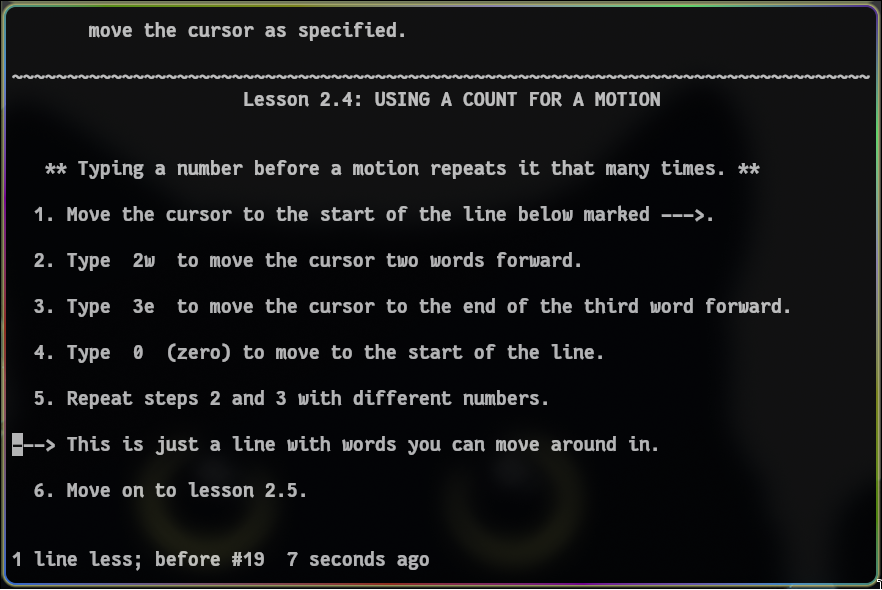 move the cursor as specified.
~~~~~~~~~~~~~~~~~~~~~~~~~~~~~~~~~~~~~~~~~~~~~~~~~~~~~~~~~~~~~~~~~~~~~~~~~~~~~~
Lesson 2.4: USING A COUNT FOR A MOTION
** Typing a number before a motion repeats it that many times. **
1. Move the cursor to the start of the line below marked --->.
2. Type  2w  to move the cursor two words forward.
3. Type  3e  to move the cursor to the end of the third word forward.
4. Type  0  (zero) to move to the start of the line.
5. Repeat steps 2 and 3 with different numbers.
---> This is just a line with words you can move around in.
6. Move on to lesson 2.5.
1 line less; before #19  7 seconds ago